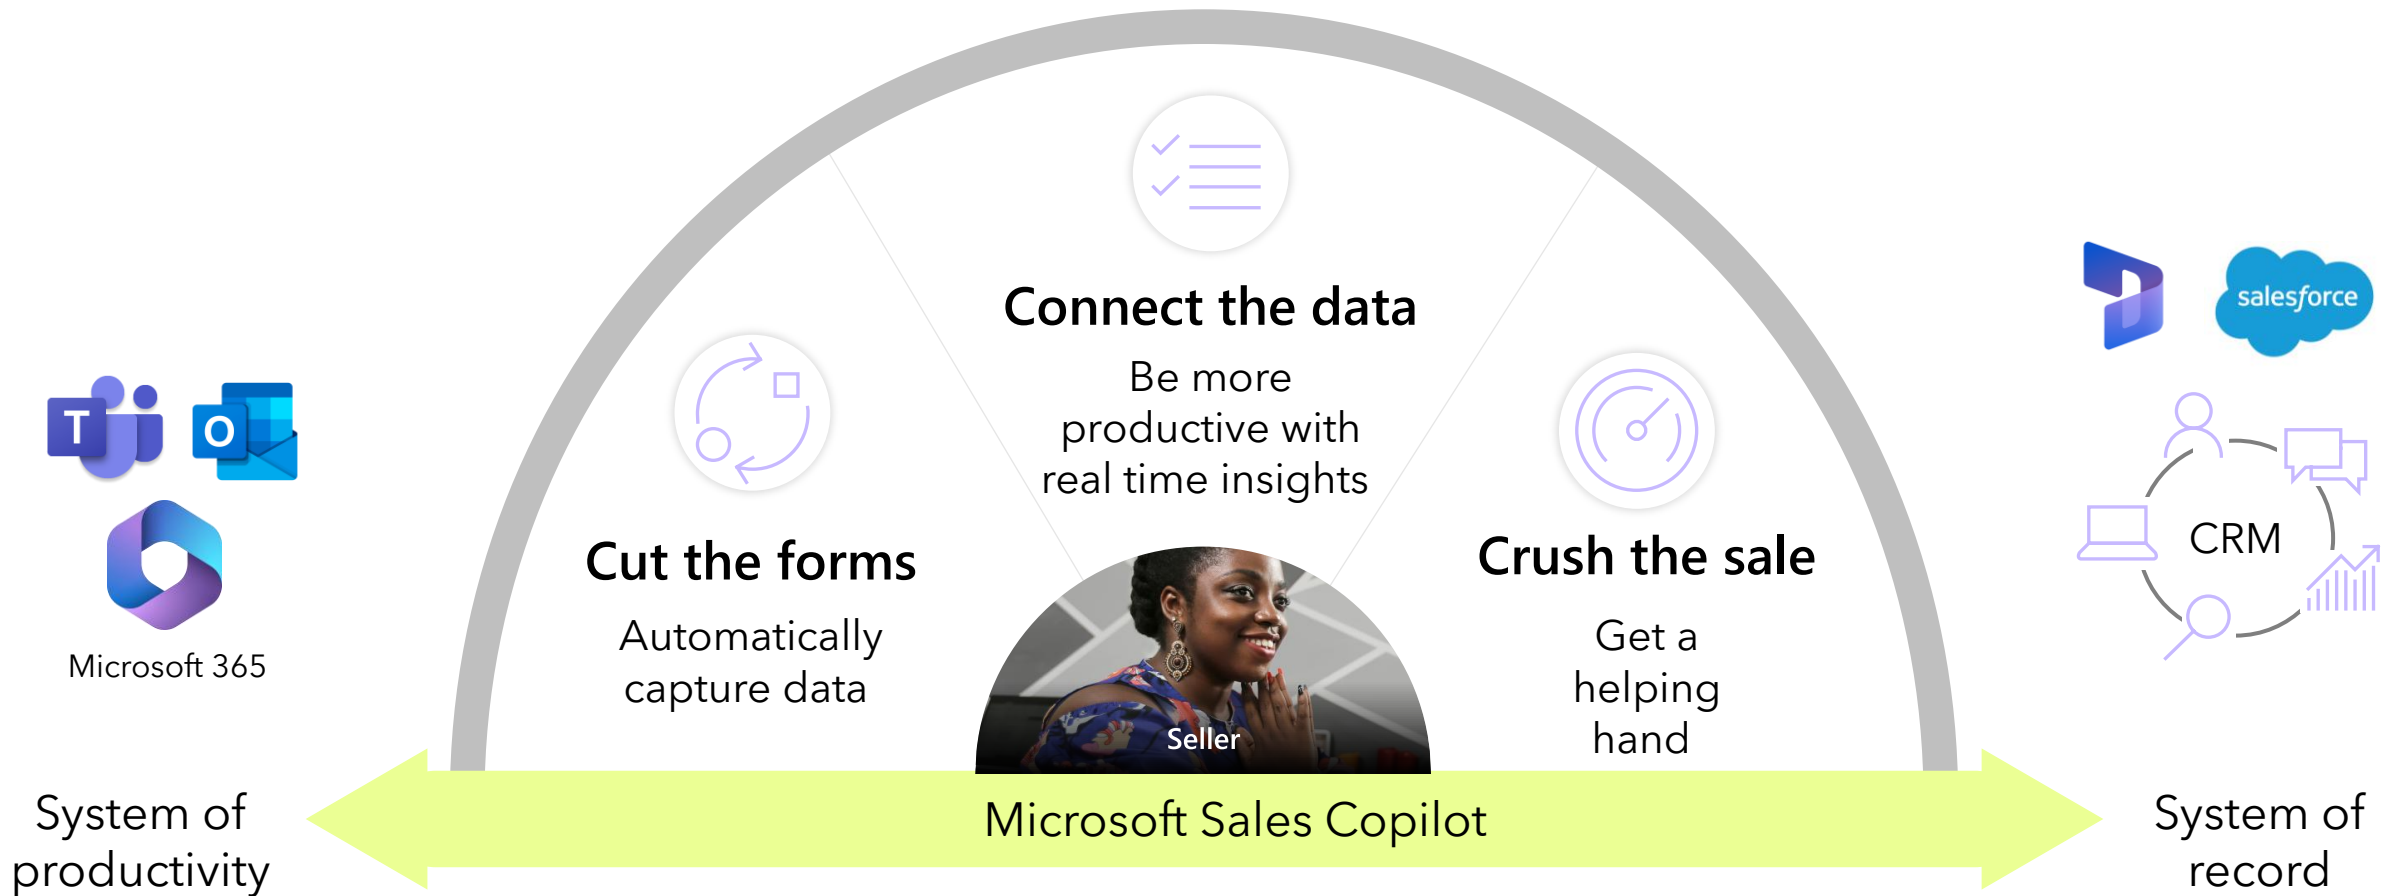 Connect the data
Be more
productive with
real time insights
Cut the forms
Automatically
capture data
Crush the sale
Get a
helping
hand
Seller
T
O
Microsoft 365
salesforce
CRM
System of
productivity
Microsoft Sales Copilot
System of
record